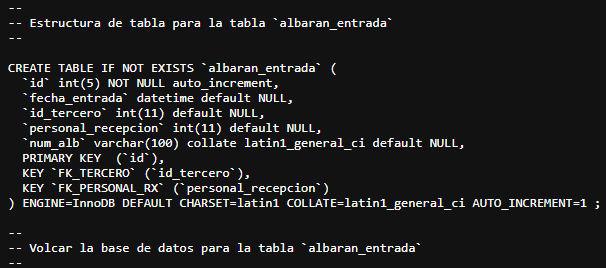 --
-- Estructura de tabla para la tabla `albaran_entrada`
--
CREATE TABLE IF NOT EXISTS `albaran_entrada` (
  `id` int(5) NOT NULL auto_increment,
  `fecha_entrada` datetime default NULL,
  `id_tercero` int(11) default NULL,
  `personal_recepcion` int(11) default NULL,
  `num_alb` varchar(100) collate latin1_general_ci default NULL,
  PRIMARY KEY  (`id`),
  KEY `FK_TERCERO` (`id_tercero`),
  KEY `FK_PERSONAL_RX` (`personal_recepcion`)
) ENGINE=InnoDB DEFAULT CHARSET=latin1 COLLATE=latin1_general_ci AUTO_INCREMENT=1 ;
--
-- Volcar la base de datos para la tabla `albaran_entrada`
--